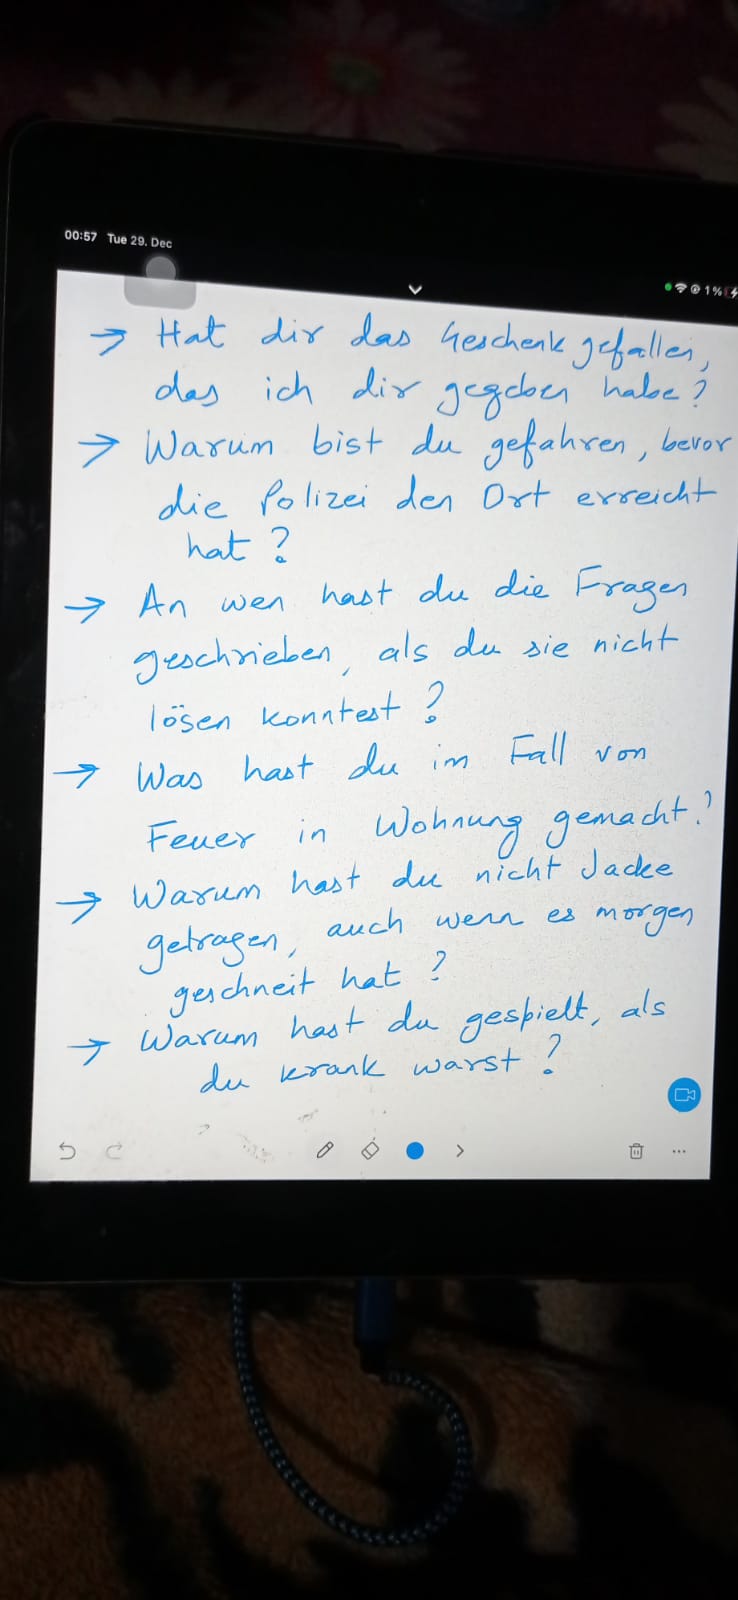 00:57 Tue 29. Dec
1%
→ Hat dir das Geschenk gefallen,
das ich dir gegeben habe?
→ Warum bist du gefahren, bevor
die Polizei den Ort erreicht
hat ?
→ An wen hast du die Fragen
geschrieben, als du sie nicht
lösen konntest ?
→ Was hast du im Fall von
Feuer in Wohnung gemacht?
→ Warum hast du nicht Jacke
getragen, auch wenn es morgen
geschneit hat ?
→ Warum hast du gespielt, als
du krank warst ?